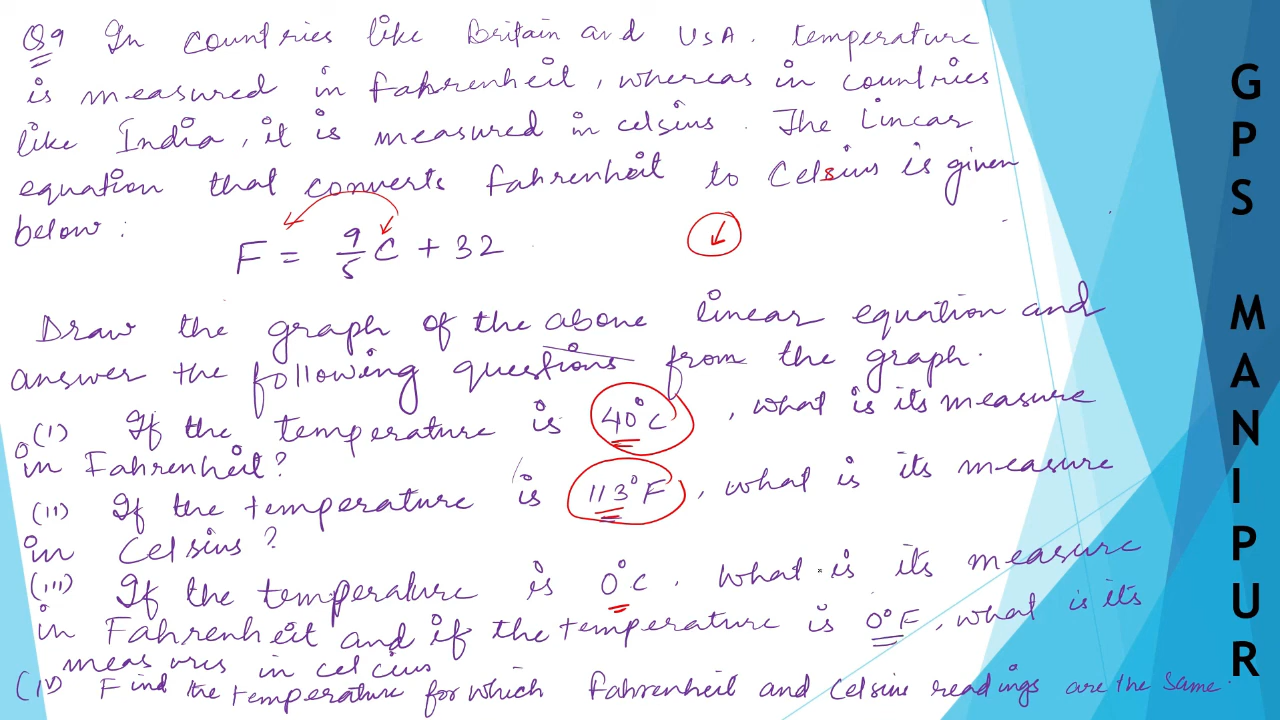 Q9 In countries like Britain and USA. temperature
is measured in fahrenheit, whereas in countries
like India, it is measured in celsius. The linear
equation that converts fahrenheit to Celsius is given
below:
F = 9/5 C + 32
Draw the graph of the above linear equation and
answer the following questions from the graph.
(i) If the temperature is 40°C, what is its measure
in Fahrenheit?
(ii) If the temperature is 113°F, what is its measure
in Celsius?
(iii) If the temperature is 0°C. What is its measure
in Fahrenheit and if the temperature is 0°F, what is its
measures in celcius
(iv) Find the temperature for which fahrenheit and Celsius readings are the same.
GPS MANIPUR